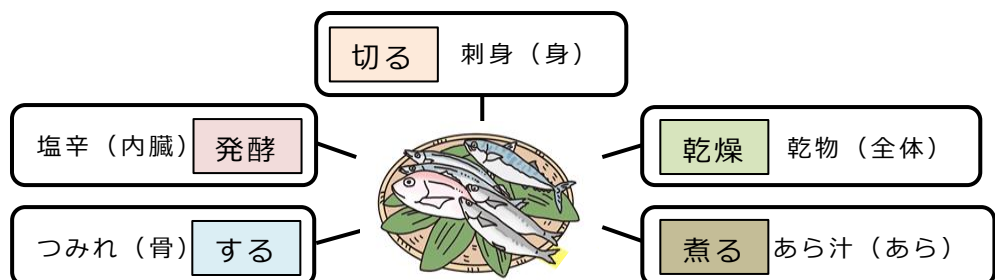 切る 刺身（身）
塩辛（内臓） 発酵
乾燥 乾物（全体）
つみれ（骨） する
煮る あら汁（あら）